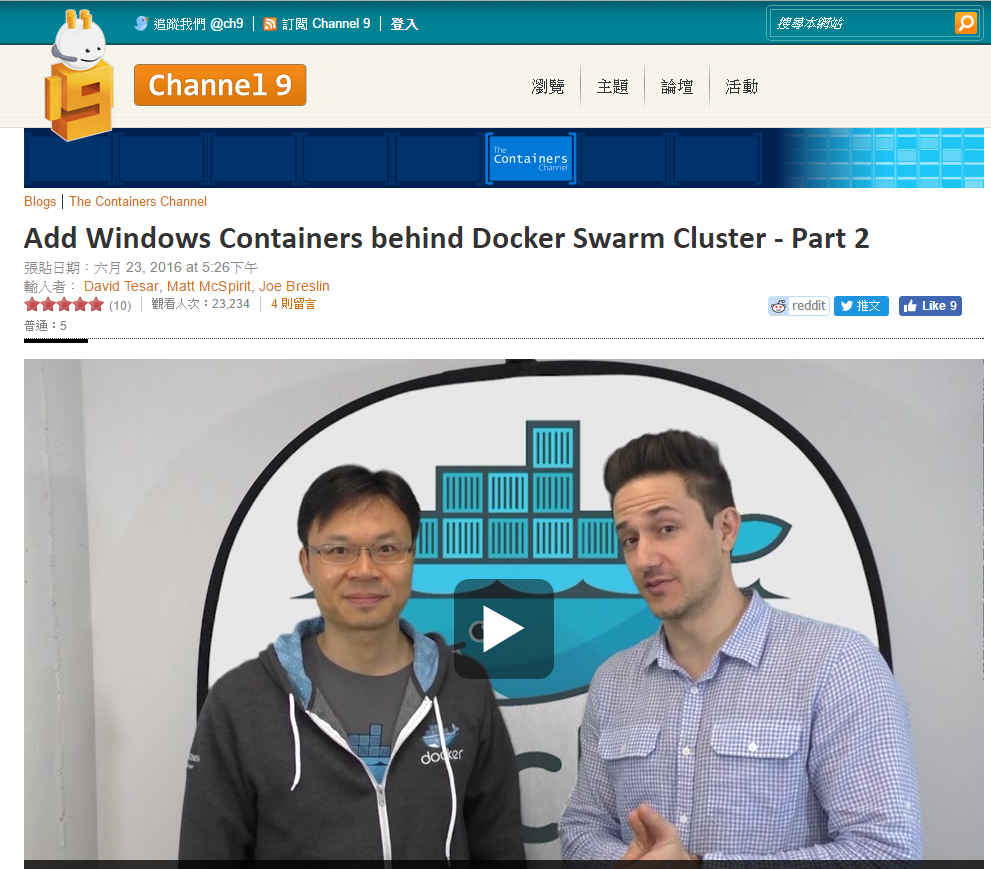 追蹤我們 @ch9 | 訂閱 Channel 9 | 登入
搜尋本網站
9
Channel 9
瀏覽 主題 論壇 活動
The
Containers
Channel
Blogs | The Containers Channel
Add Windows Containers behind Docker Swarm Cluster - Part 2
張貼日期：六月 23, 2016 at 5:26下午
輸入者： David Tesar, Matt McSpirit, Joe Breslin
(10) 觀看人次：23,234 4 則留言
reddit 推文 Like 9
普通：5
docker